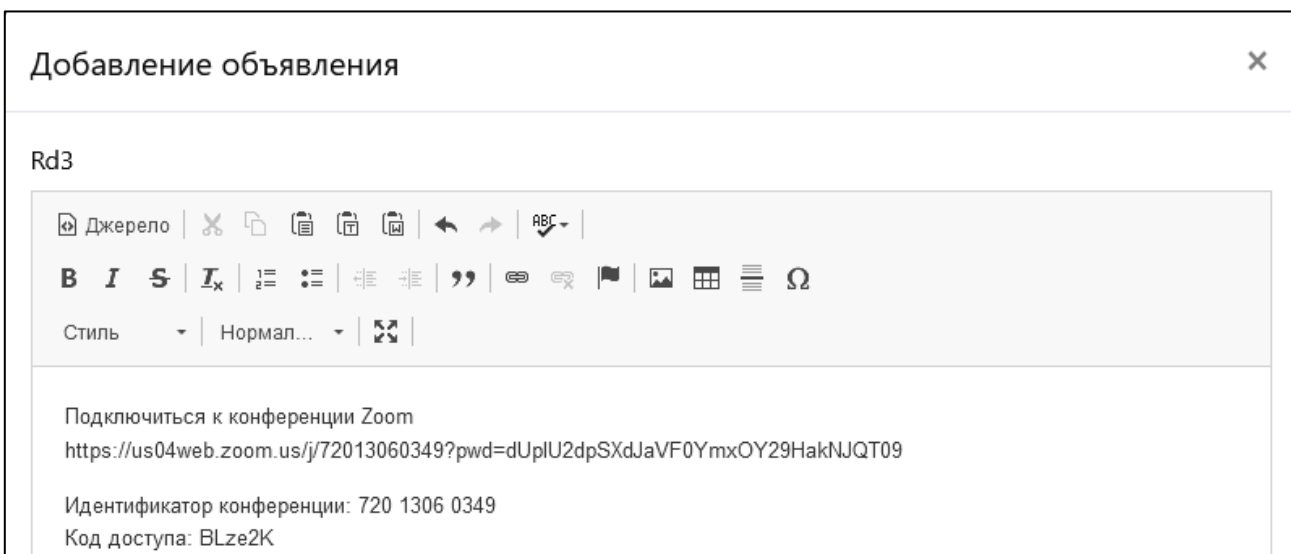 Добавление объявления
Rd3
Джерело
Стиль Нормал...
Подключиться к конференции Zoom
https://us04web.zoom.us/j/72013060349?pwd=dUplU2dpSXdJaVF0YmxOY29HakNJQT09
Идентификатор конференции: 720 1306 0349
Код доступа: BLze2K